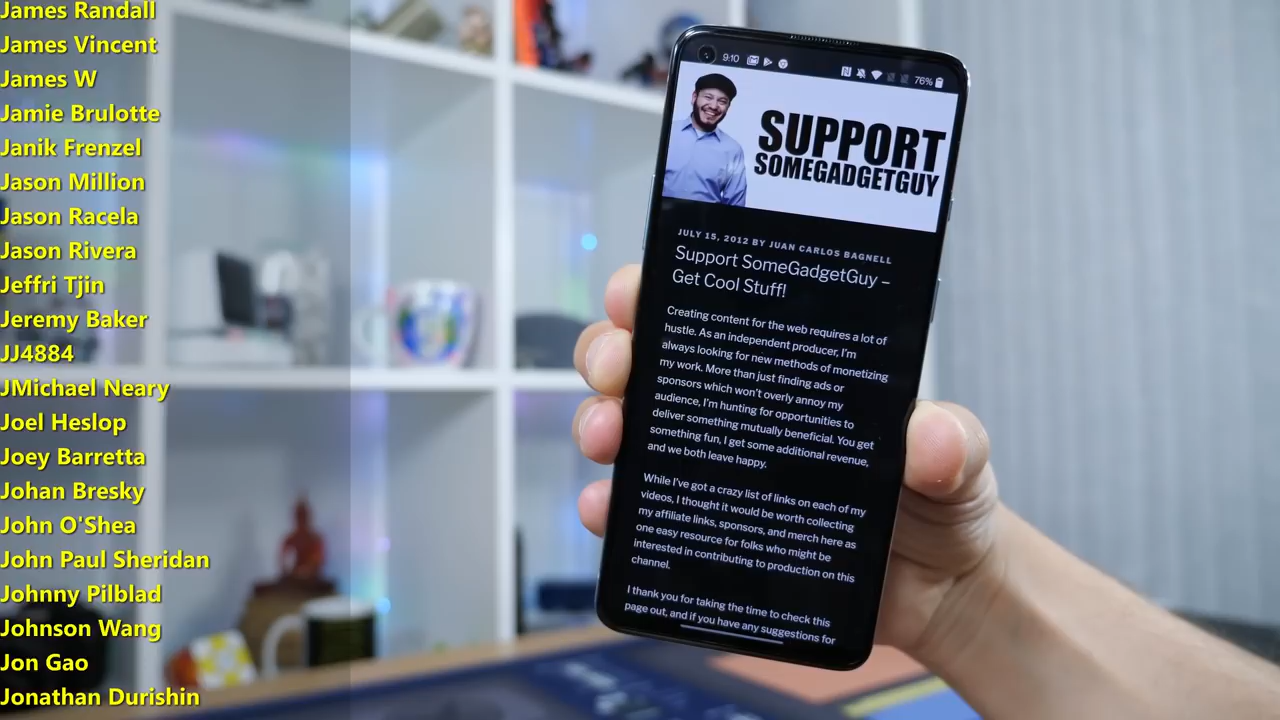 James Randall
James Vincent
James W
Jamie Brulotte
Janik Frenzel
Jason Million
Jason Racela
Jason Rivera
Jeffri Tjin
Jeremy Baker
JJ4884
JMichael Neary
Joel Heslop
Joey Barretta
Johan Bresky
John O'Shea
John Paul Sheridan
Johnny Pilblad
Johnson Wang
Jon Gao
Jonathan Durishin
9:10 76%
SUPPORT
SOMEGADGETGUY
JULY 15, 2012 BY JUAN CARLOS BAGNELL
Support SomeGadgetGuy –
Get Cool Stuff!
Creating content for the web requires a lot of
hustle. As an independent producer, I'm
always looking for new methods of monetizing
my work. More than just finding ads or
sponsors which won't overly annoy my
audience, I'm hunting for opportunities to
deliver something mutually beneficial. You get
something fun, I get some additional revenue,
and we both leave happy.
While I've got a crazy list of links on each of my
videos, I thought it would be worth collecting
my affiliate links, sponsors, and merch here as
one easy resource for folks who might be
interested in contributing to production on this
channel.
I thank you for taking the time to check this
page out, and if you have any suggestions for